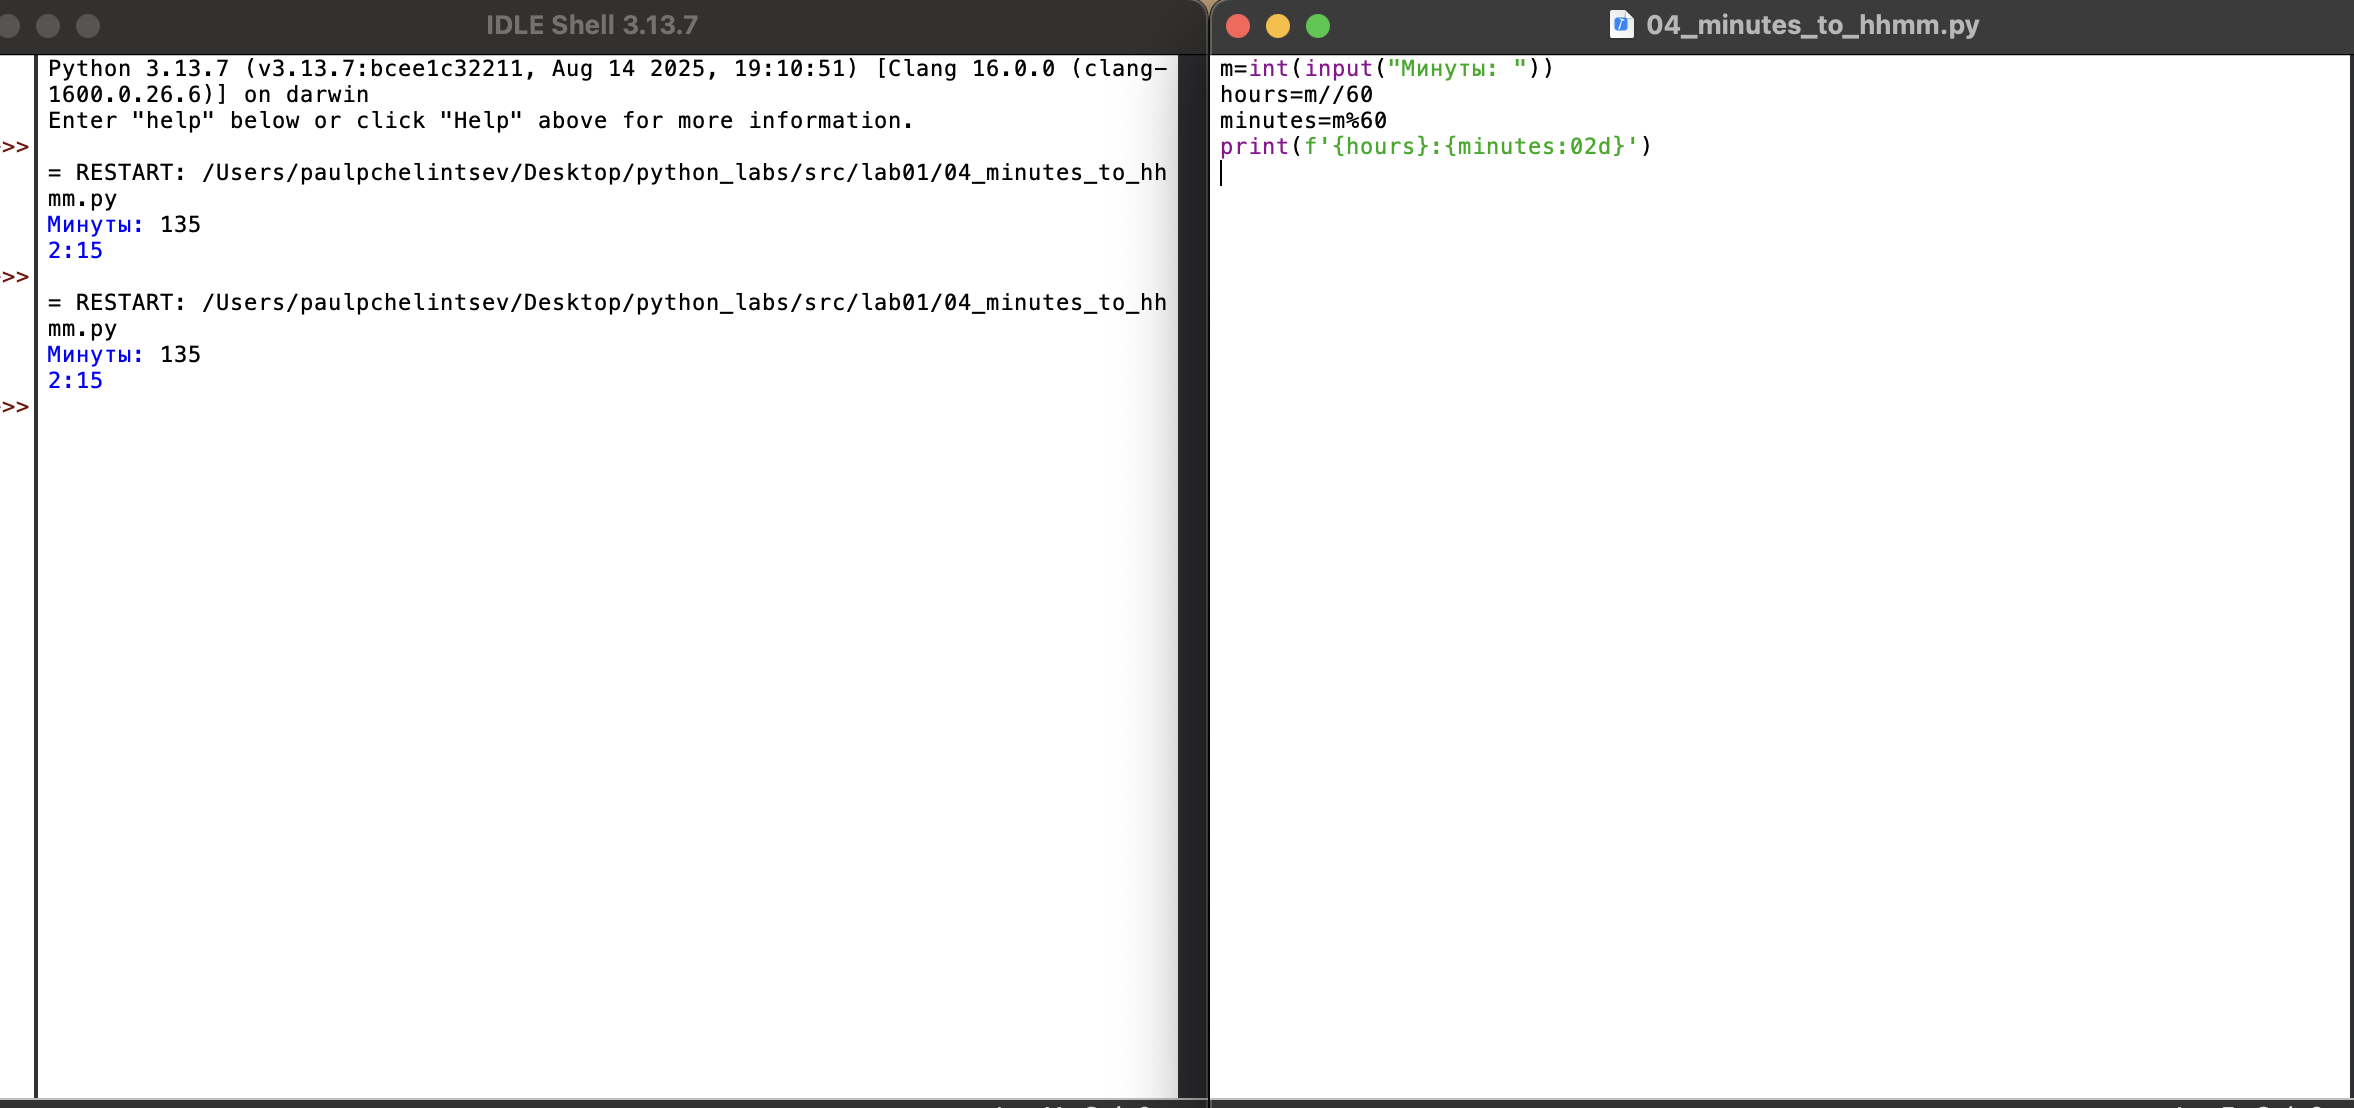 IDLE Shell 3.13.7
Python 3.13.7 (v3.13.7:bcee1c32211, Aug 14 2025, 19:10:51) [Clang 16.0.0 (clang-
1600.0.26.6)] on darwin
Enter "help" below or click "Help" above for more information.
>>
= RESTART: /Users/paulpchelintsev/Desktop/python_labs/src/lab01/04_minutes_to_hh
mm.py
Минуты: 135
2:15
>>
= RESTART: /Users/paulpchelintsev/Desktop/python_labs/src/lab01/04_minutes_to_hh
mm.py
Минуты: 135
2:15
>>
04_minutes_to_hhmm.py
m=int(input("Минуты: "))
hours=m//60
minutes=m%60
print(f'{hours}:{minutes:02d}')